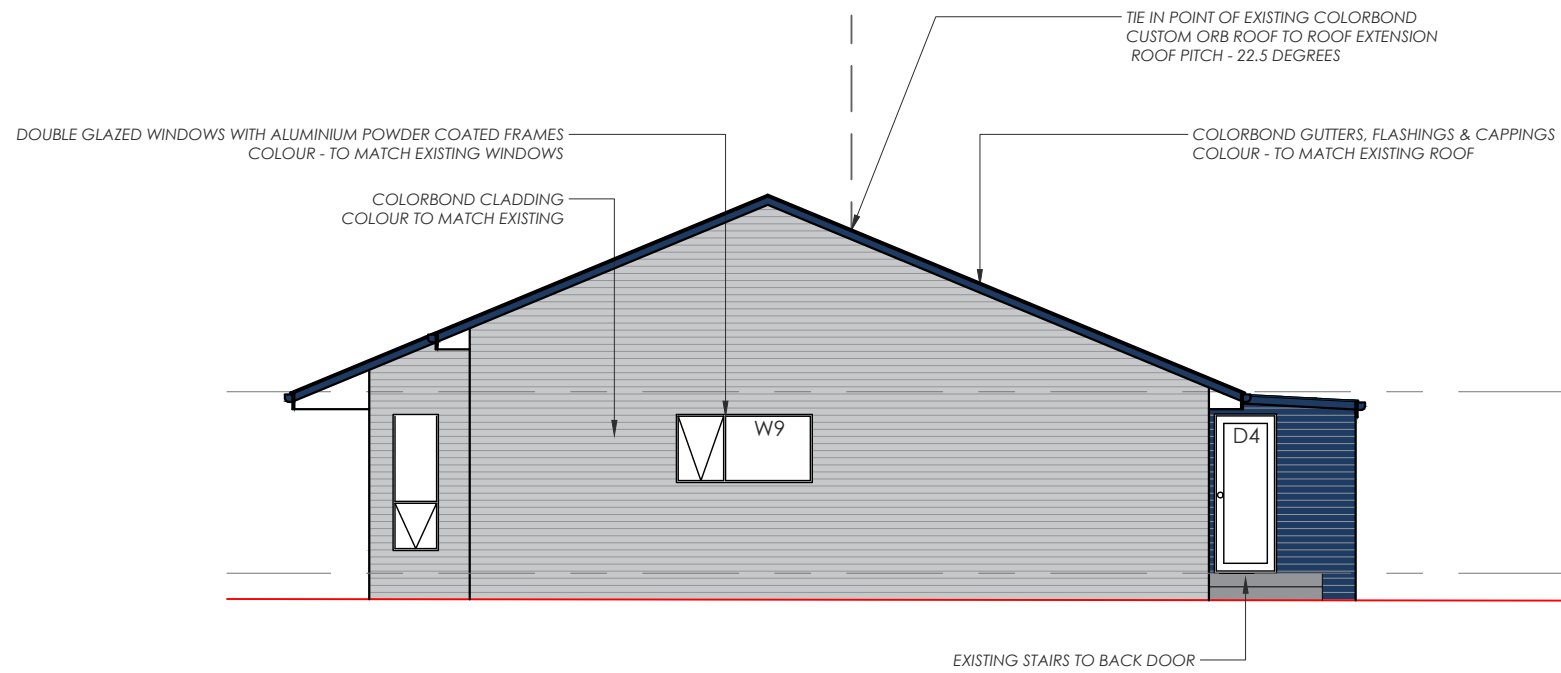 TIE IN POINT OF EXISTING COLORBOND
CUSTOM ORB ROOF TO ROOF EXTENSION
ROOF PITCH - 22.5 DEGREES
DOUBLE GLAZED WINDOWS WITH ALUMINIUM POWDER COATED FRAMES
COLOUR - TO MATCH EXISTING WINDOWS
COLORBOND GUTTERS, FLASHINGS & CAPPINGS
COLOUR - TO MATCH EXISTING ROOF
COLORBOND CLADDING
COLOUR TO MATCH EXISTING
W9
D4
EXISTING STAIRS TO BACK DOOR